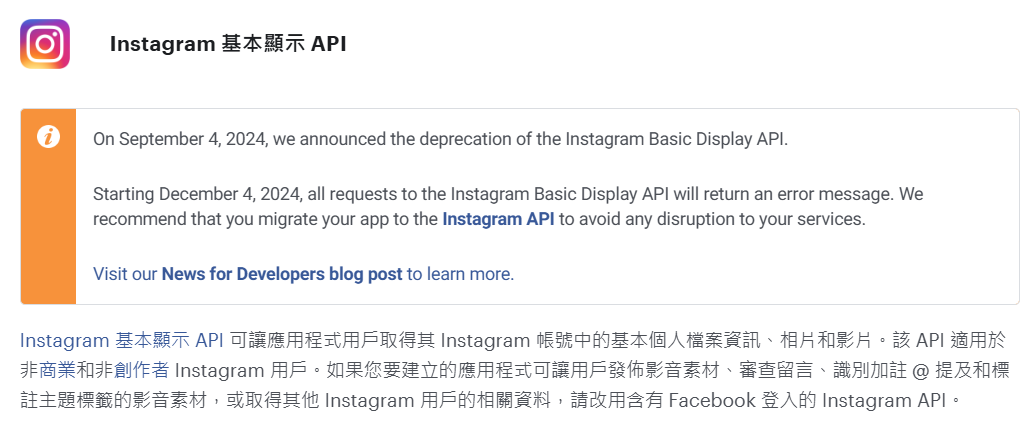 Instagram 基本顯示 API
On September 4, 2024, we announced the deprecation of the Instagram Basic Display API.
Starting December 4, 2024, all requests to the Instagram Basic Display API will return an error message. We
recommend that you migrate your app to the Instagram API to avoid any disruption to your services.
Visit our News for Developers blog post to learn more.
Instagram 基本顯示 API 可讓應用程式用戶取得其 Instagram 帳號中的基本個人檔案資訊、相片和影片。該 API 適用於
非商業和非創作者 Instagram 用戶。如果您要建立的應用程式可讓用戶發佈影音素材、審查留言、識別加註 @ 提及和標
註主題標籤的影音素材，或取得其他 Instagram 用戶的相關資料，請改用含有 Facebook 登入的 Instagram API。